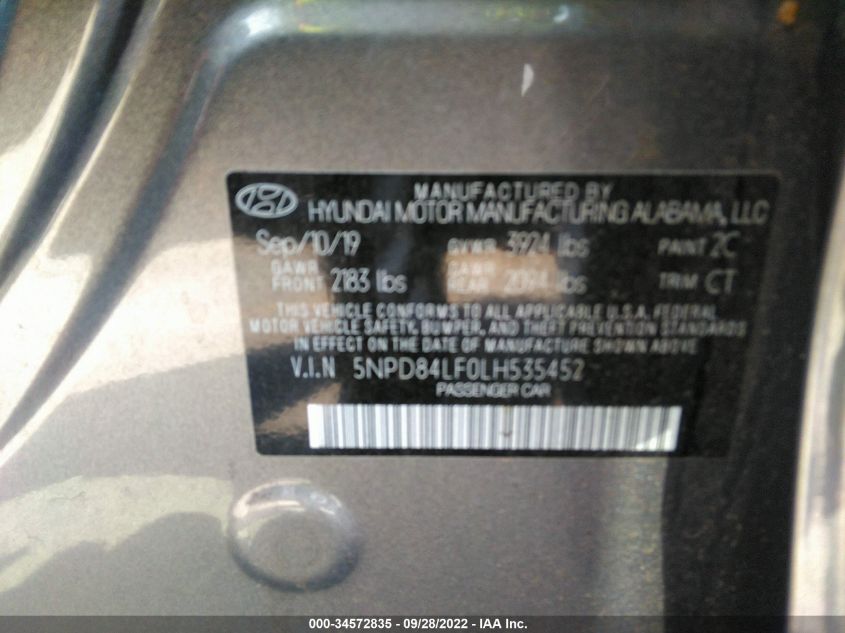 MANUFACTURED BY
HYUNDAI MOTOR MANUFACTURING ALABAMA, LLC
Sep/10/19 GVWR 3924 lbs PAINT 2C
GAWR FRONT 2183 lbs GAWR REAR 2094 lbs TRIM CT
THIS VEHICLE CONFORMS TO ALL APPLICABLE U.S.A. FEDERAL
MOTOR VEHICLE SAFETY, BUMPER, AND THEFT PREVENTION STANDARDS
IN EFFECT ON THE DATE OF MANUFACTURE SHOWN ABOVE.
V.I.N 5NPD84LF0LH535452
PASSENGER CAR
000-34572835 - 09/28/2022 - IAA Inc.